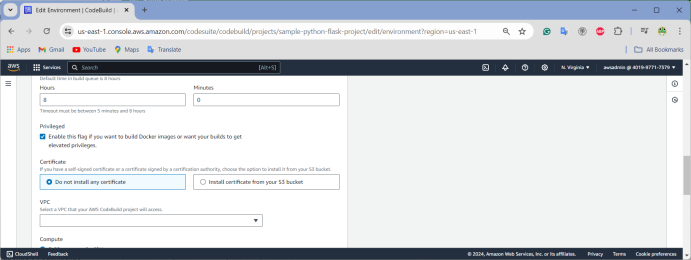 Edit Environment | CodeBuild |
us-east-1.console.aws.amazon.com/codesuite/codebuild/projects/sample-python-flask-project/edit/environment?region=us-east-1
Apps Gmail YouTube Maps Translate All Bookmarks
aws Services Search [Alt+S] N. Virginia awsadmin @ 4019-9771-7379
Default time in build queue is 8 hours
Hours Minutes
8 0
Timeout must be between 5 minutes and 8 hours
Privileged
Enable this flag if you want to build Docker images or want your builds to get
elevated privileges.
Certificate
If you have a self-signed certificate or a certificate signed by a certification authority, choose the option to install it from your S3 bucket.
Do not install any certificate Install certificate from your S3 bucket
VPC
Select a VPC that your AWS CodeBuild project will access.
Compute
CloudShell Feedback © 2024, Amazon Web Services, Inc. or its affiliates. Privacy Terms Cookie preferences